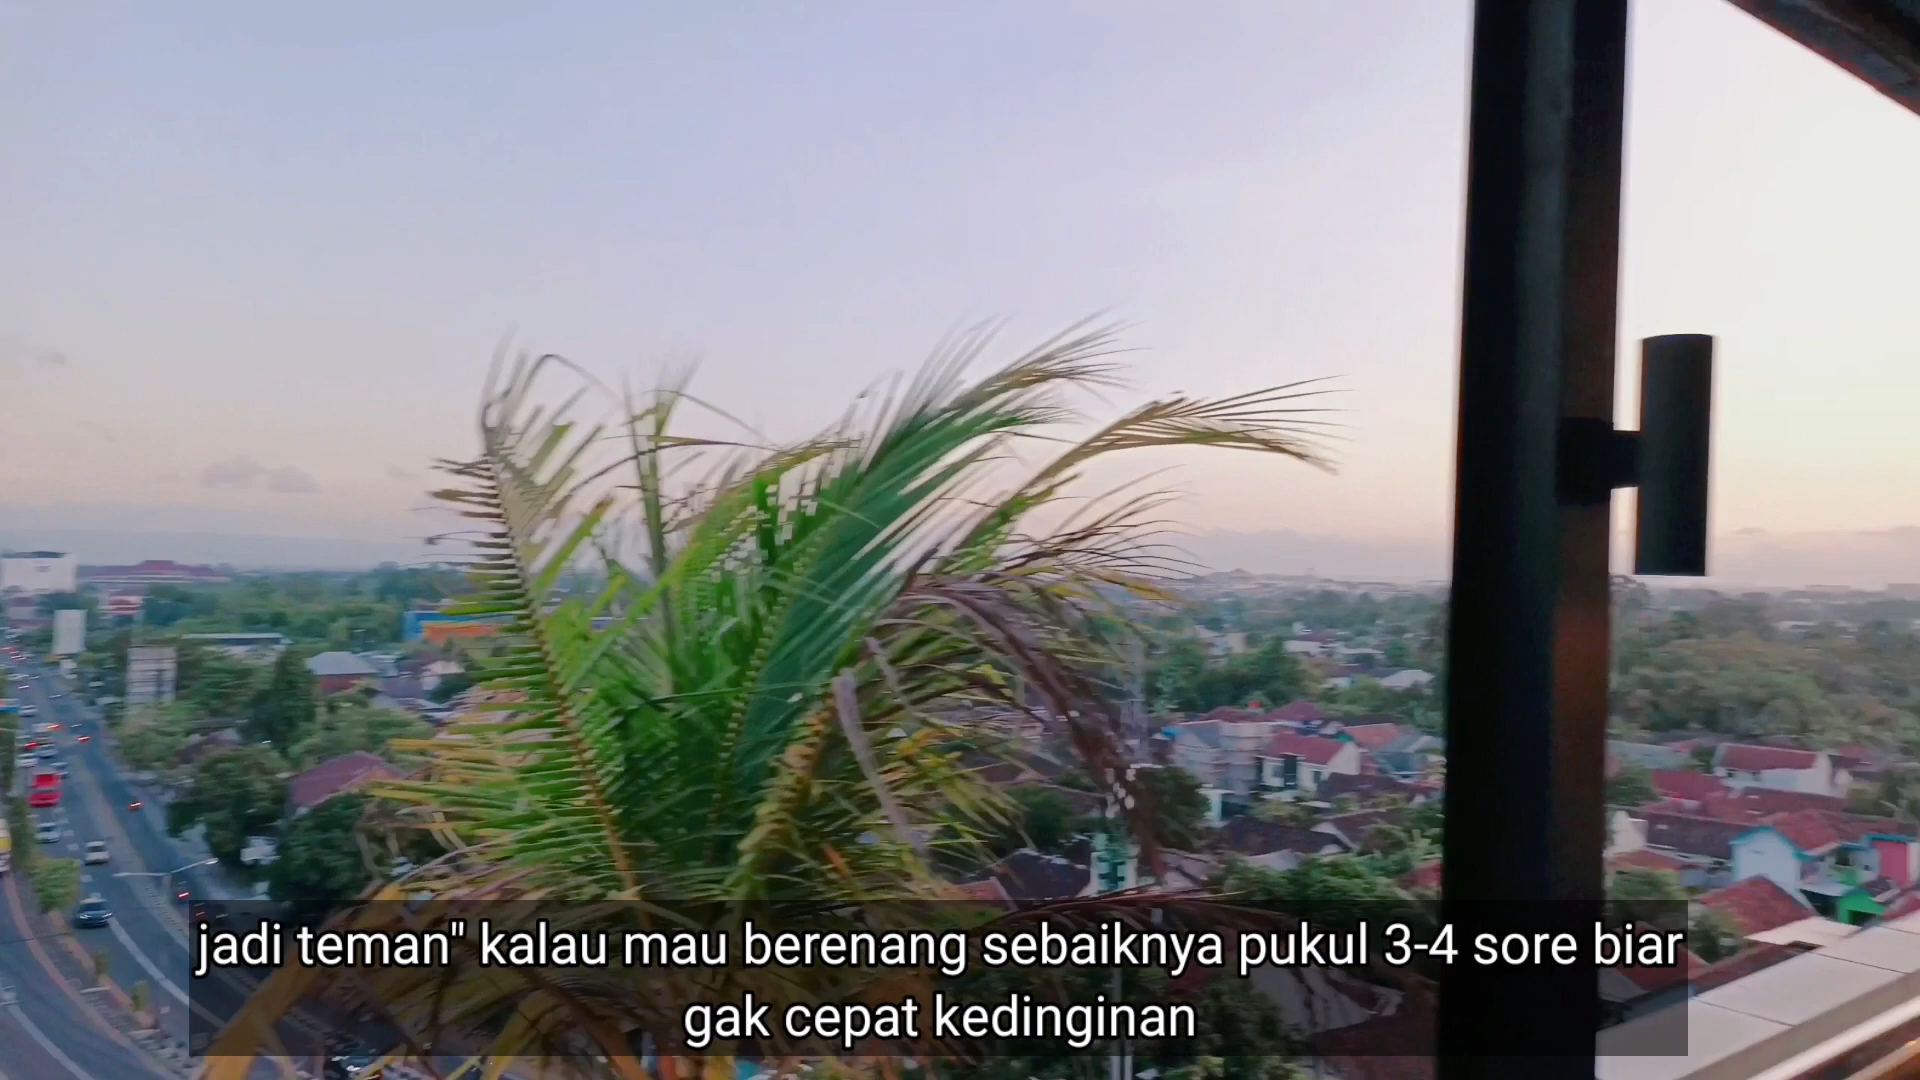 jadi teman" kalau mau berenang sebaiknya pukul 3-4 sore biar
gak cepat kedinginan